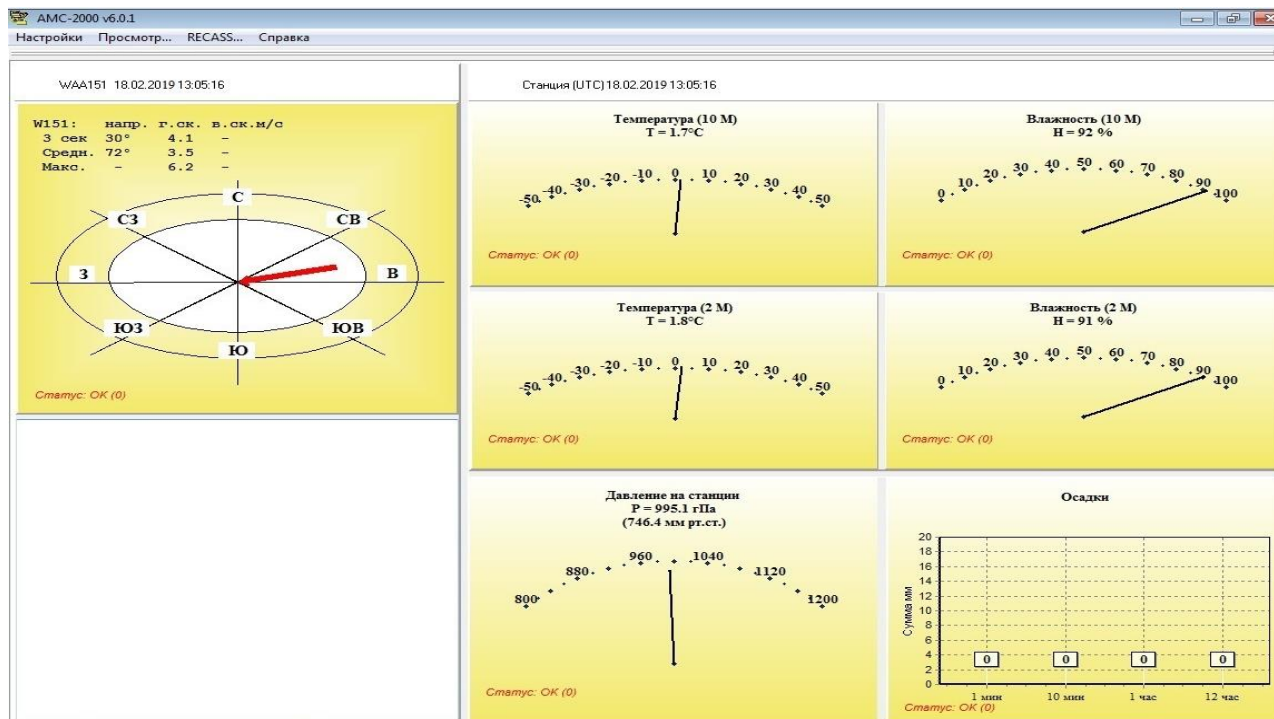 АМС-2000 v6.0.1
Настройки Просмотр... RECASS... Справка
WAA151 18.02.2019 13:05:16
W151: напр. г.ск. в.ск.м/с
3 сек 30° 4.1 -
Средн. 72° 3.5 -
Макс. - 6.2 -
С
СЗ СВ
З В
ЮЗ ЮВ
Ю
Статус: OK (0)
Станция (UTC) 18.02.2019 13:05:16
Температура (10 М)
T = 1.7°C
-50 -40 -30 -20 -10 0 10 20 30 40 50
Статус: OK (0)
Влажность (10 М)
H = 92 %
0 10 20 30 40 50 60 70 80 90 100
Статус: OK (0)
Температура (2 М)
T = 1.8°C
-50 -40 -30 -20 -10 0 10 20 30 40 50
Статус: OK (0)
Влажность (2 М)
H = 91 %
0 10 20 30 40 50 60 70 80 90 100
Статус: OK (0)
Давление на станции
P = 995.1 гПа
(746.4 мм рт.ст.)
800 880 960 1040 1120 1200
Статус: OK (0)
Осадки
Сумма мм
20
18
16
14
12
10
8
6
4
2
0
0 0 0 0
1 мин 10 мин 1 час 12 час
Статус: OK (0)